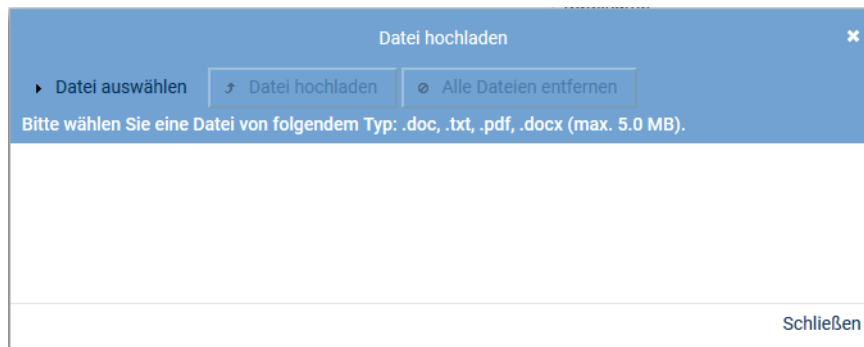 Datei hochladen
Datei auswählen Datei hochladen Alle Dateien entfernen
Bitte wählen Sie eine Datei von folgendem Typ: .doc, .txt, .pdf, .docx (max. 5.0 MB).
Schließen